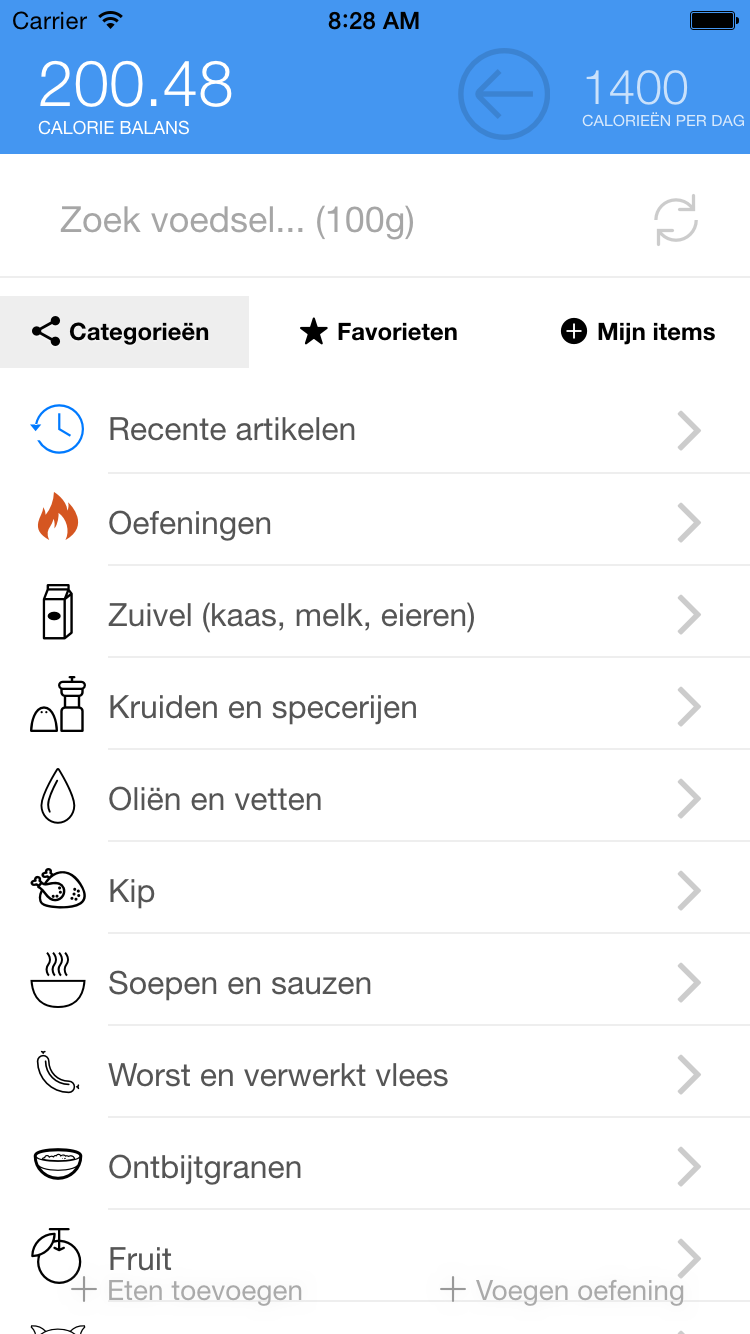 Carrier 8:28 AM
200.48
CALORIE BALANS
1400
CALORIEËN PER DAG
Zoek voedsel... (100g)
Categorieën Favorieten Mijn items
Recente artikelen
Oefeningen
Zuivel (kaas, melk, eieren)
Kruiden en specerijen
Oliën en vetten
Kip
Soepen en sauzen
Worst en verwerkt vlees
Ontbijtgranen
Fruit
Eten toevoegen Voegen oefening